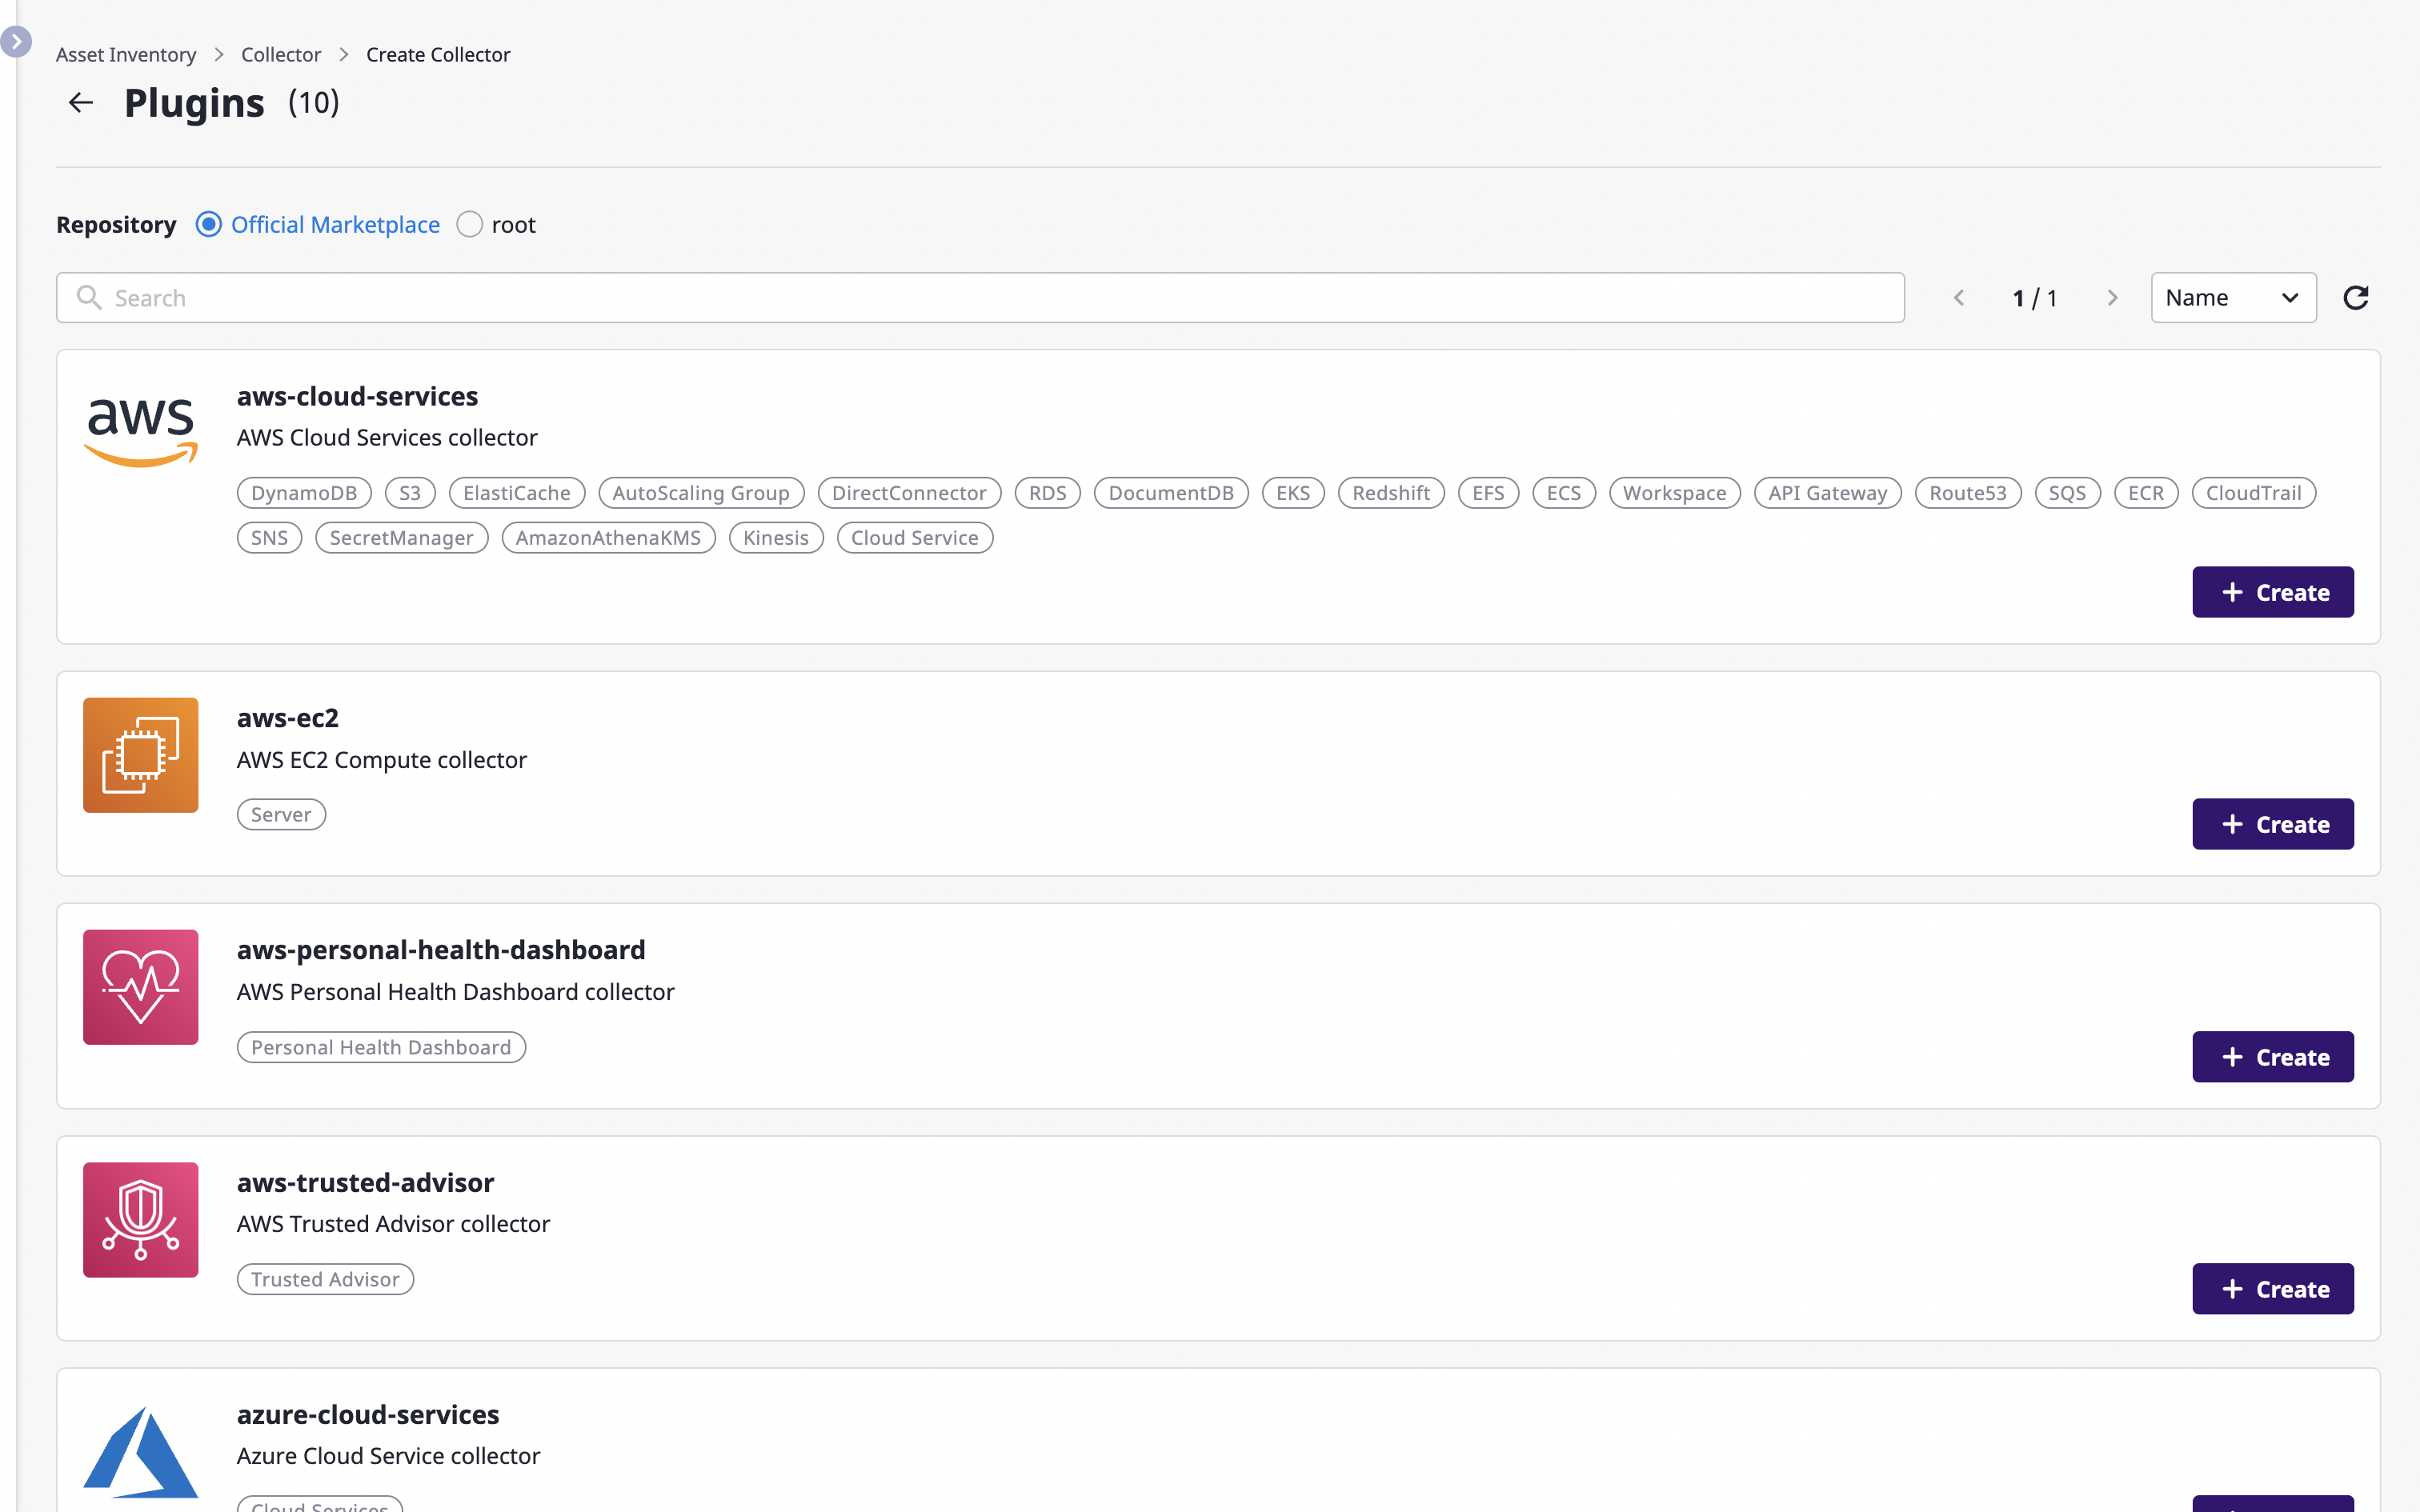 Asset Inventory > Collector > Create Collector
Plugins (10)
Repository Official Marketplace root
Search 1 / 1 Name
aws
aws-cloud-services
AWS Cloud Services collector
DynamoDB S3 ElastiCache AutoScaling Group DirectConnector RDS DocumentDB EKS Redshift EFS ECS Workspace API Gateway Route53 SQS ECR CloudTrail
SNS SecretManager AmazonAthenaKMS Kinesis Cloud Service
+ Create
aws-ec2
AWS EC2 Compute collector
Server
+ Create
aws-personal-health-dashboard
AWS Personal Health Dashboard collector
Personal Health Dashboard
+ Create
aws-trusted-advisor
AWS Trusted Advisor collector
Trusted Advisor
+ Create
azure-cloud-services
Azure Cloud Service collector
Cloud Services